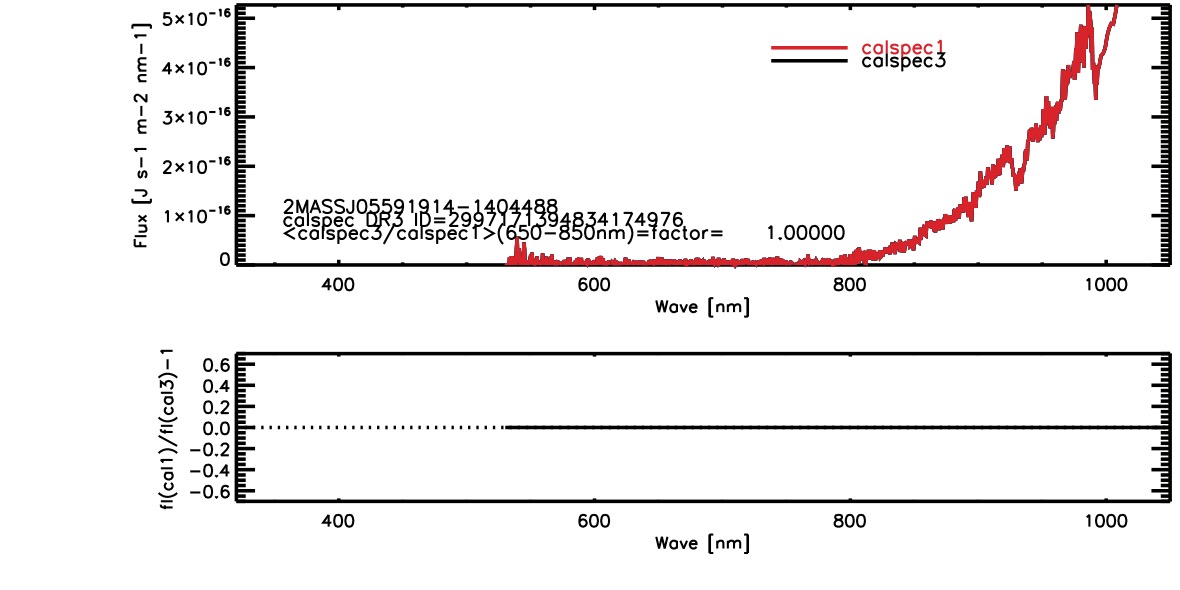 Flux [J s-1 m-2 nm-1]
5×10⁻¹⁶
4×10⁻¹⁶
3×10⁻¹⁶
2×10⁻¹⁶
1×10⁻¹⁶
0
calspec1
calspec3
2MASSJ05591914-1404488
calspec DR3 ID=2997171394834174976
<calspec3/calspec1>(650-850nm)=factor= 1.00000
400 600 800 1000
Wave [nm]
fl(cal1)/fl(cal3)-1
0.6
0.4
0.2
0.0
-0.2
-0.4
-0.6
400 600 800 1000
Wave [nm]